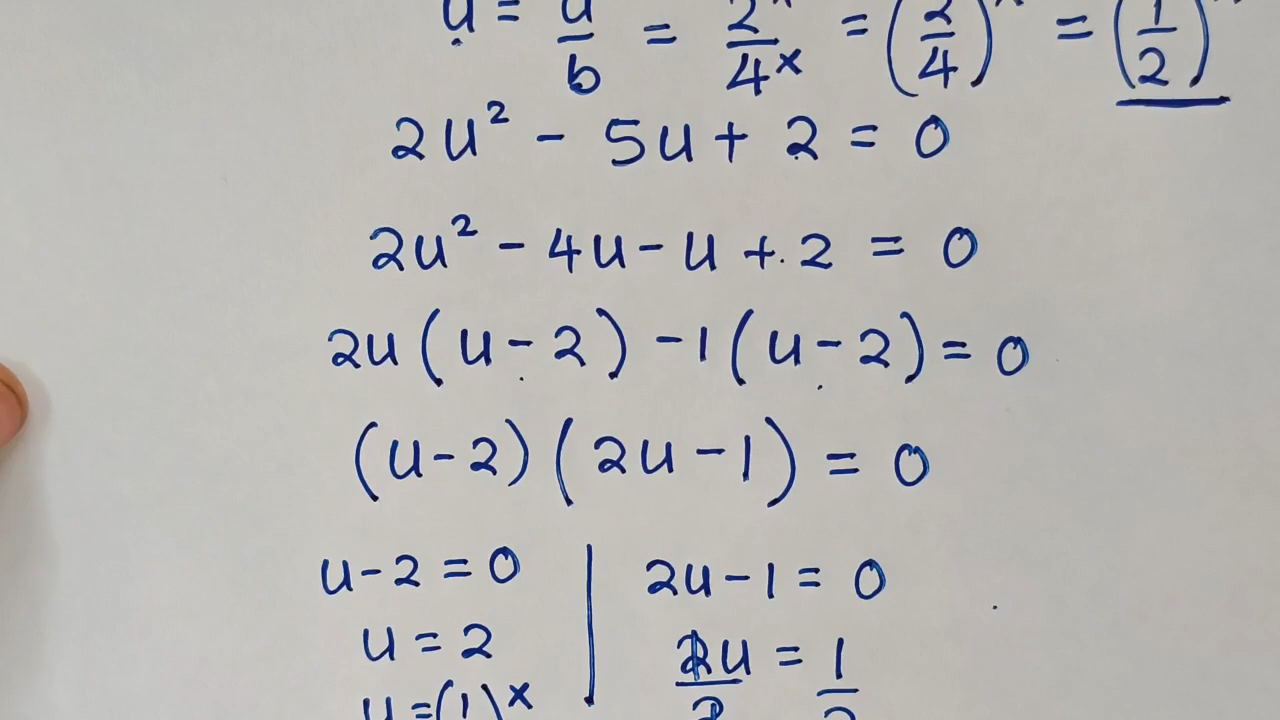 u = a/b = 2^x/4^x = (2/4)^x = (1/2)^x
2u² - 5u + 2 = 0
2u² - 4u - u + 2 = 0
2u(u-2) -1(u-2) = 0
(u-2)(2u-1) = 0
u-2 = 0 | 2u-1 = 0
u = 2 | 2u/2 = 1/2
u = (1)^x